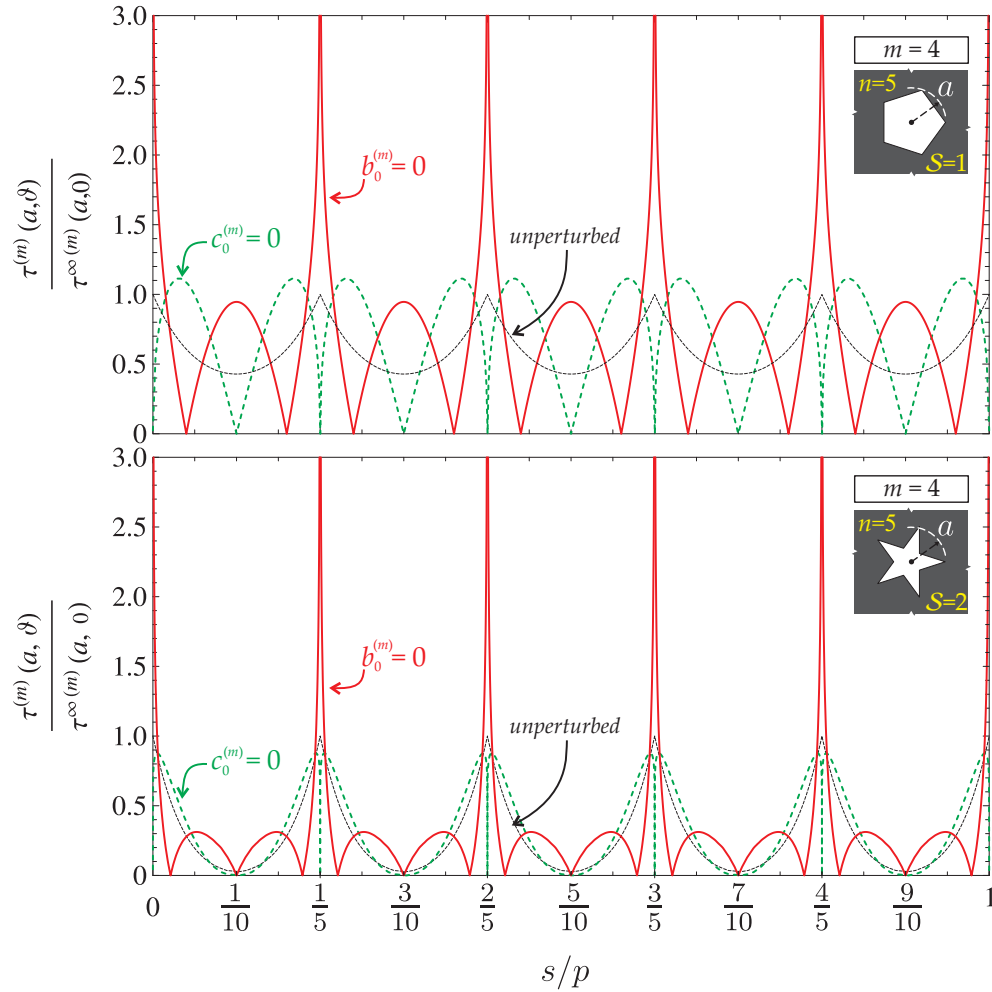 3.0
2.5
2.0
1.5
1.0
0.5
0
τ⁽ᵐ⁾(a,ϑ)
τ^∞ ⁽ᵐ⁾(a,0)
m = 4
n=5
a
S=1
b₀⁽ᵐ⁾= 0
c₀⁽ᵐ⁾= 0
unperturbed
3.0
2.5
2.0
1.5
1.0
0.5
0
τ⁽ᵐ⁾(a, ϑ)
τ^∞ ⁽ᵐ⁾(a, 0)
m = 4
n=5
a
S=2
b₀⁽ᵐ⁾= 0
unperturbed
c₀⁽ᵐ⁾= 0
0 1/10 1/5 3/10 2/5 5/10 3/5 7/10 4/5 9/10 1
s/p